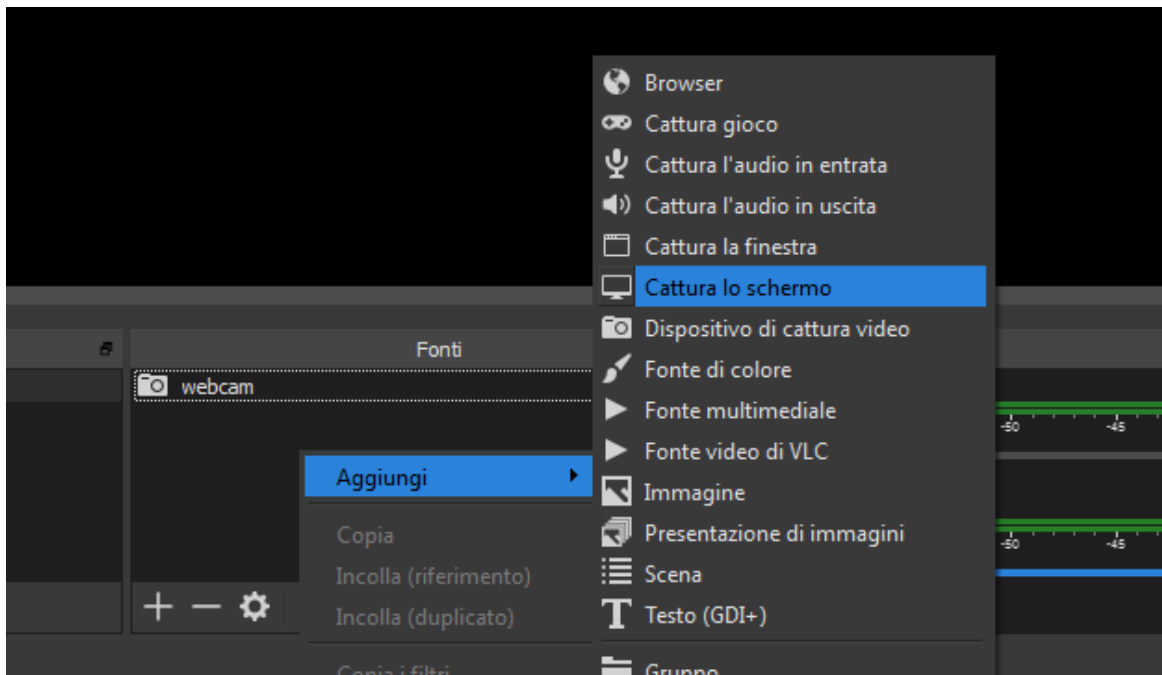 Browser
Cattura gioco
Cattura l'audio in entrata
Cattura l'audio in uscita
Cattura la finestra
Cattura lo schermo
Dispositivo di cattura video
Fonte di colore
Fonte multimediale
Fonte video di VLC
Immagine
Presentazione di immagini
Scena
Testo (GDI+)
Gruppo
Fonti
webcam
Aggiungi
Copia
Incolla (riferimento)
Incolla (duplicato)
Copia i filtri
-50 -45
-50 -45